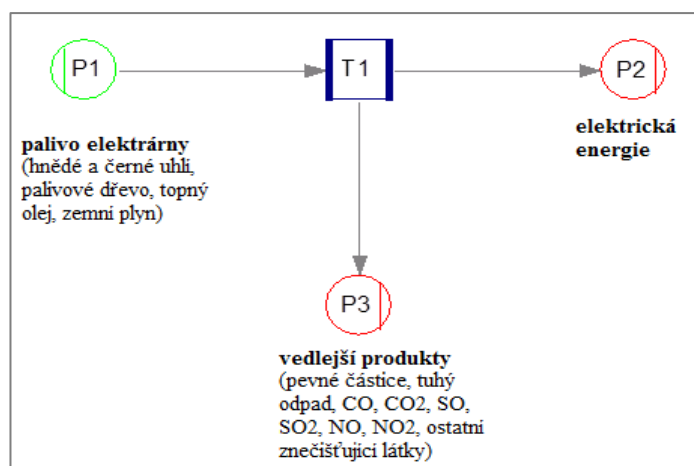 P1
T1
P2
palivo elektrárny
(hnědé a černé uhlí,
palivové dřevo, topný
olej, zemní plyn)
elektrická
energie
P3
vedlejší produkty
(pevné částice, tuhý
odpad, CO, CO2, SO,
SO2, NO, NO2, ostatní
znečišťující látky)